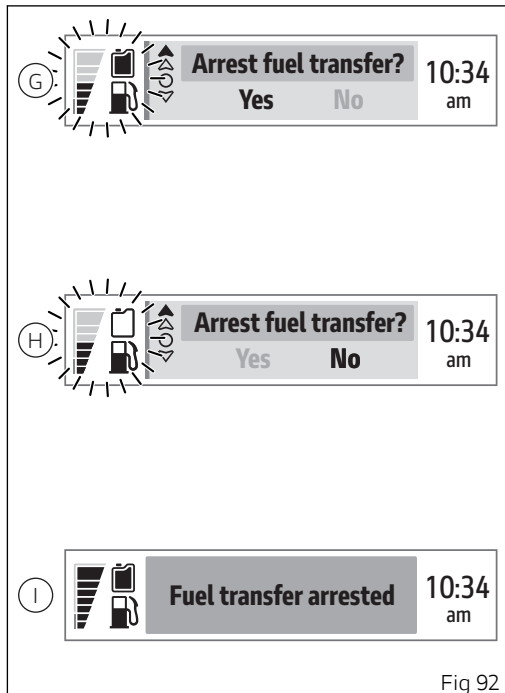 G
Arrest fuel transfer?
10:34
Yes No
am
H
Arrest fuel transfer?
10:34
Yes No
am
I
Fuel transfer arrested
10:34
am
Fig 92